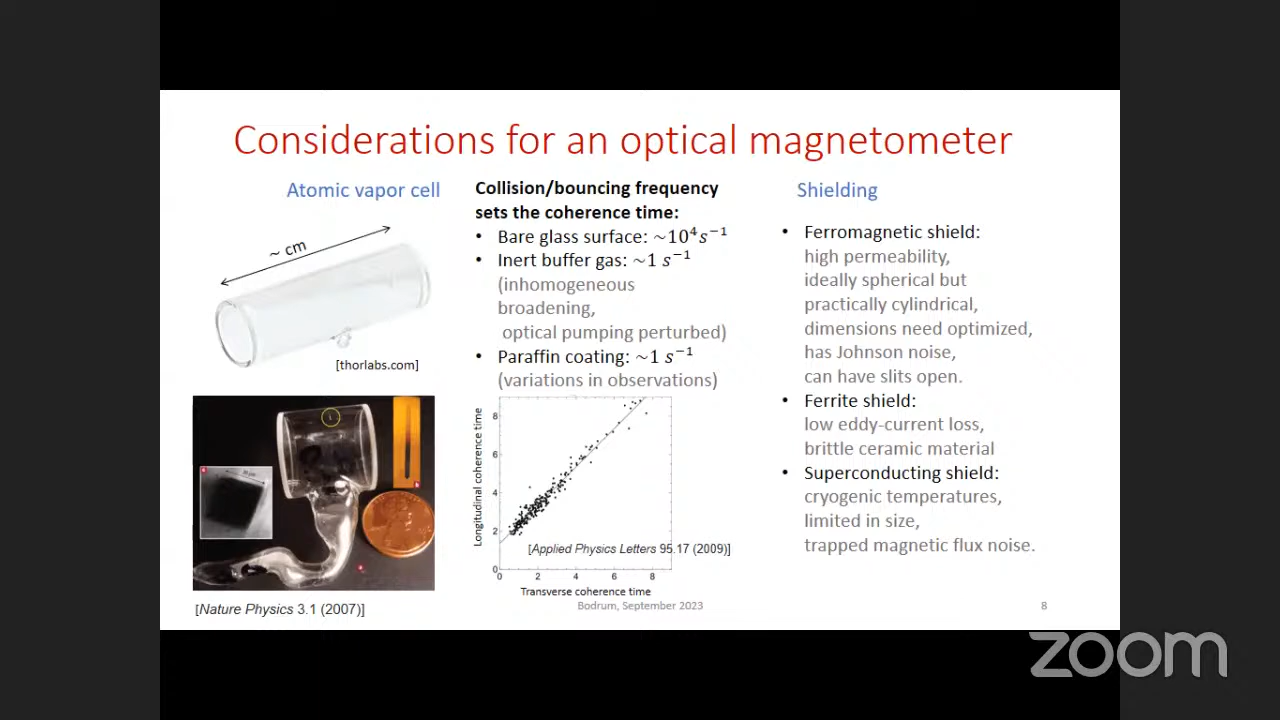 Considerations for an optical magnetometer
Atomic vapor cell
~ cm
[thorlabs.com]
[Nature Physics 3.1 (2007)]
Collision/bouncing frequency
sets the coherence time:
• Bare glass surface: ~10⁴s⁻¹
• Inert buffer gas: ~1 s⁻¹
(inhomogeneous
broadening,
optical pumping perturbed)
• Paraffin coating: ~1 s⁻¹
(variations in observations)
Longitudinal coherence time
8
6
4
2
0
[Applied Physics Letters 95.17 (2009)]
0 2 4 6 8
Transverse coherence time
Shielding
• Ferromagnetic shield:
high permeability,
ideally spherical but
practically cylindrical,
dimensions need optimized,
has Johnson noise,
can have slits open.
• Ferrite shield:
low eddy-current loss,
brittle ceramic material
• Superconducting shield:
cryogenic temperatures,
limited in size,
trapped magnetic flux noise.
Bodrum, September 2023
8
zoom